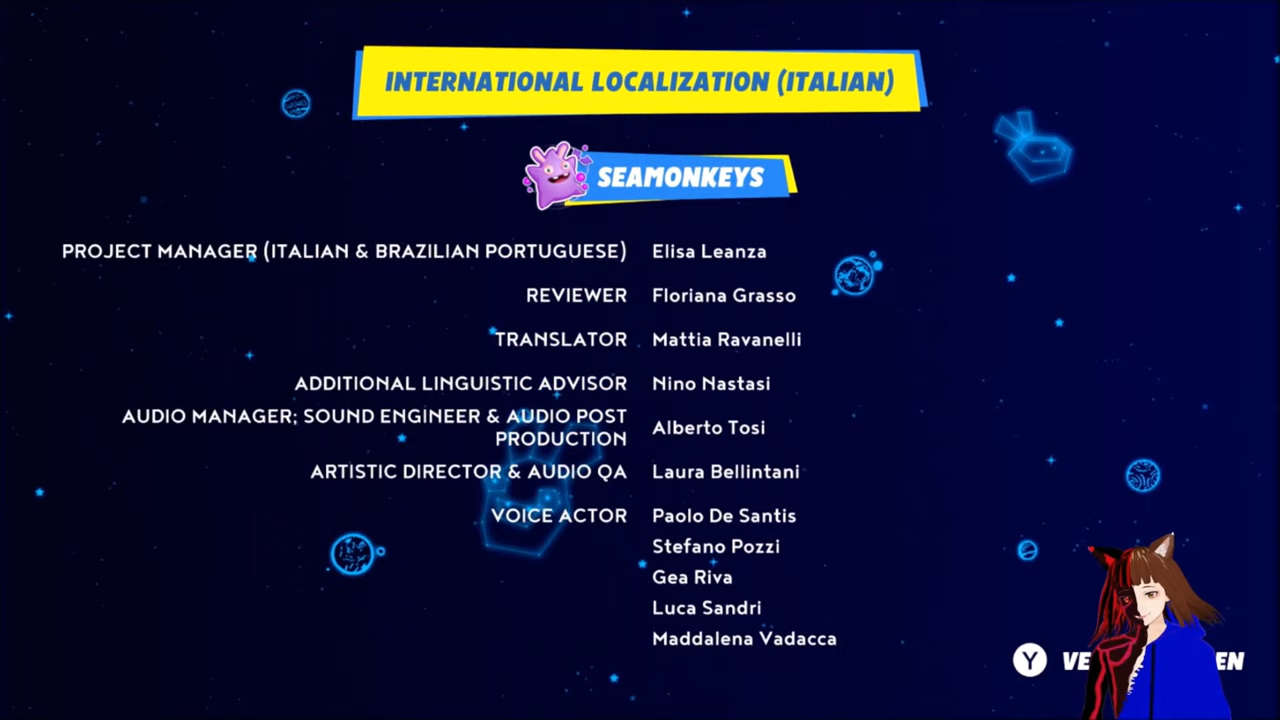 INTERNATIONAL LOCALIZATION (ITALIAN)
SEAMONKEYS
PROJECT MANAGER (ITALIAN & BRAZILIAN PORTUGUESE) Elisa Leanza
REVIEWER Floriana Grasso
TRANSLATOR Mattia Ravanelli
ADDITIONAL LINGUISTIC ADVISOR Nino Nastasi
AUDIO MANAGER; SOUND ENGINEER & AUDIO POST
PRODUCTION Alberto Tosi
ARTISTIC DIRECTOR & AUDIO QA Laura Bellintani
VOICE ACTOR Paolo De Santis
Stefano Pozzi
Gea Riva
Luca Sandri
Maddalena Vadacca
Y